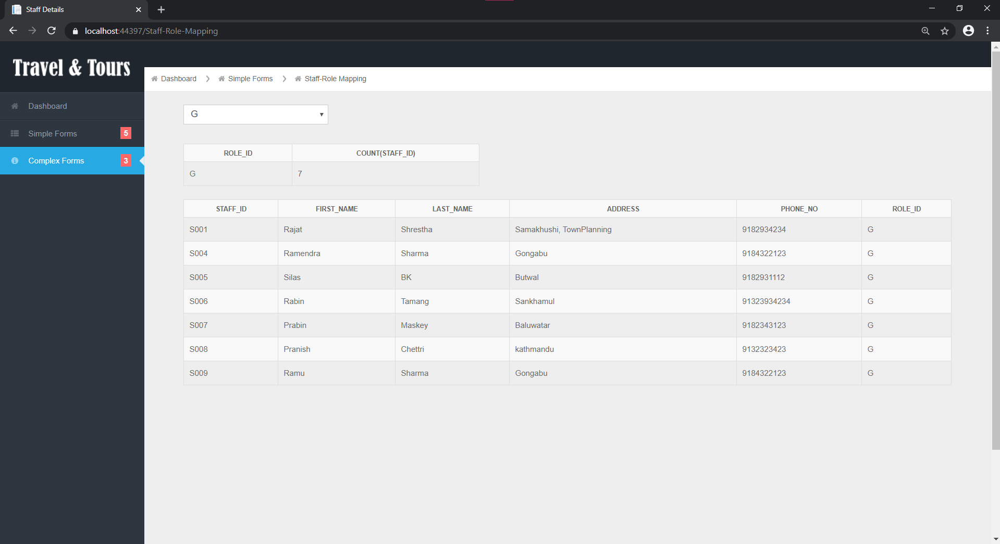 Staff Details
localhost:44397/Staff-Role-Mapping
Travel & Tours
Dashboard Simple Forms Staff-Role Mapping
Dashboard
Simple Forms 5
Complex Forms 3
G
ROLE_ID COUNT(STAFF_ID)
G 7
STAFF_ID FIRST_NAME LAST_NAME ADDRESS PHONE_NO ROLE_ID
S001 Rajat Shrestha Samakhushi, TownPlanning 9182934234 G
S004 Ramendra Sharma Gongabu 9184322123 G
S005 Silas BK Butwal 9182931112 G
S006 Rabin Tamang Sankhamul 91323934234 G
S007 Prabin Maskey Baluwatar 9182343123 G
S008 Pranish Chettri kathmandu 9132323423 G
S009 Ramu Sharma Gongabu 9184322123 G